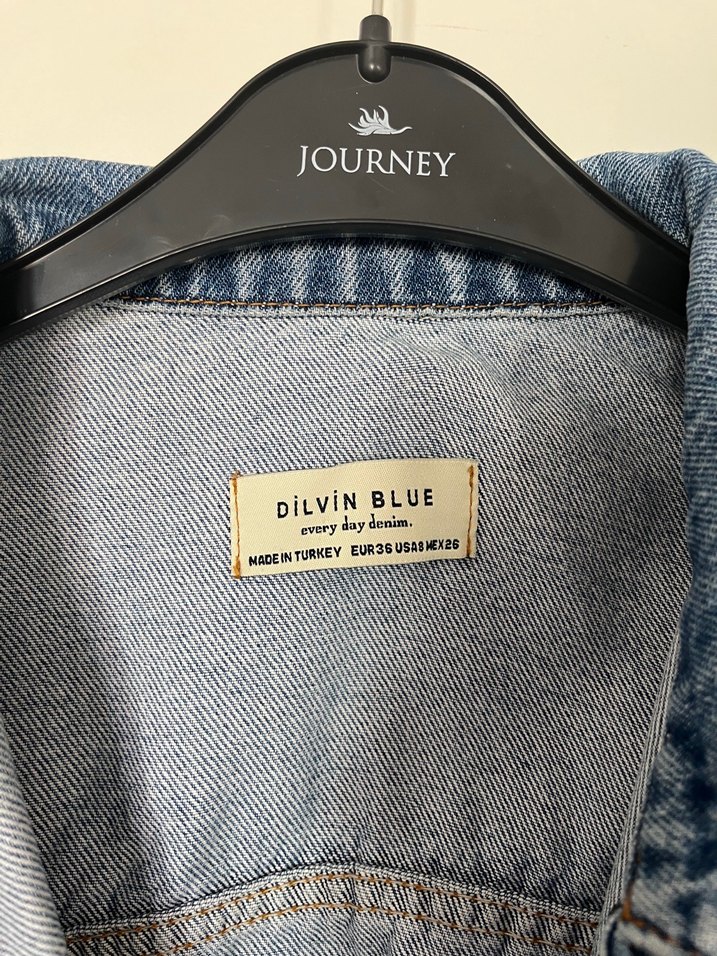 JOURNEY
DİLVİN BLUE
every day denim.
MADE IN TURKEY EUR36 USA8 MEX26